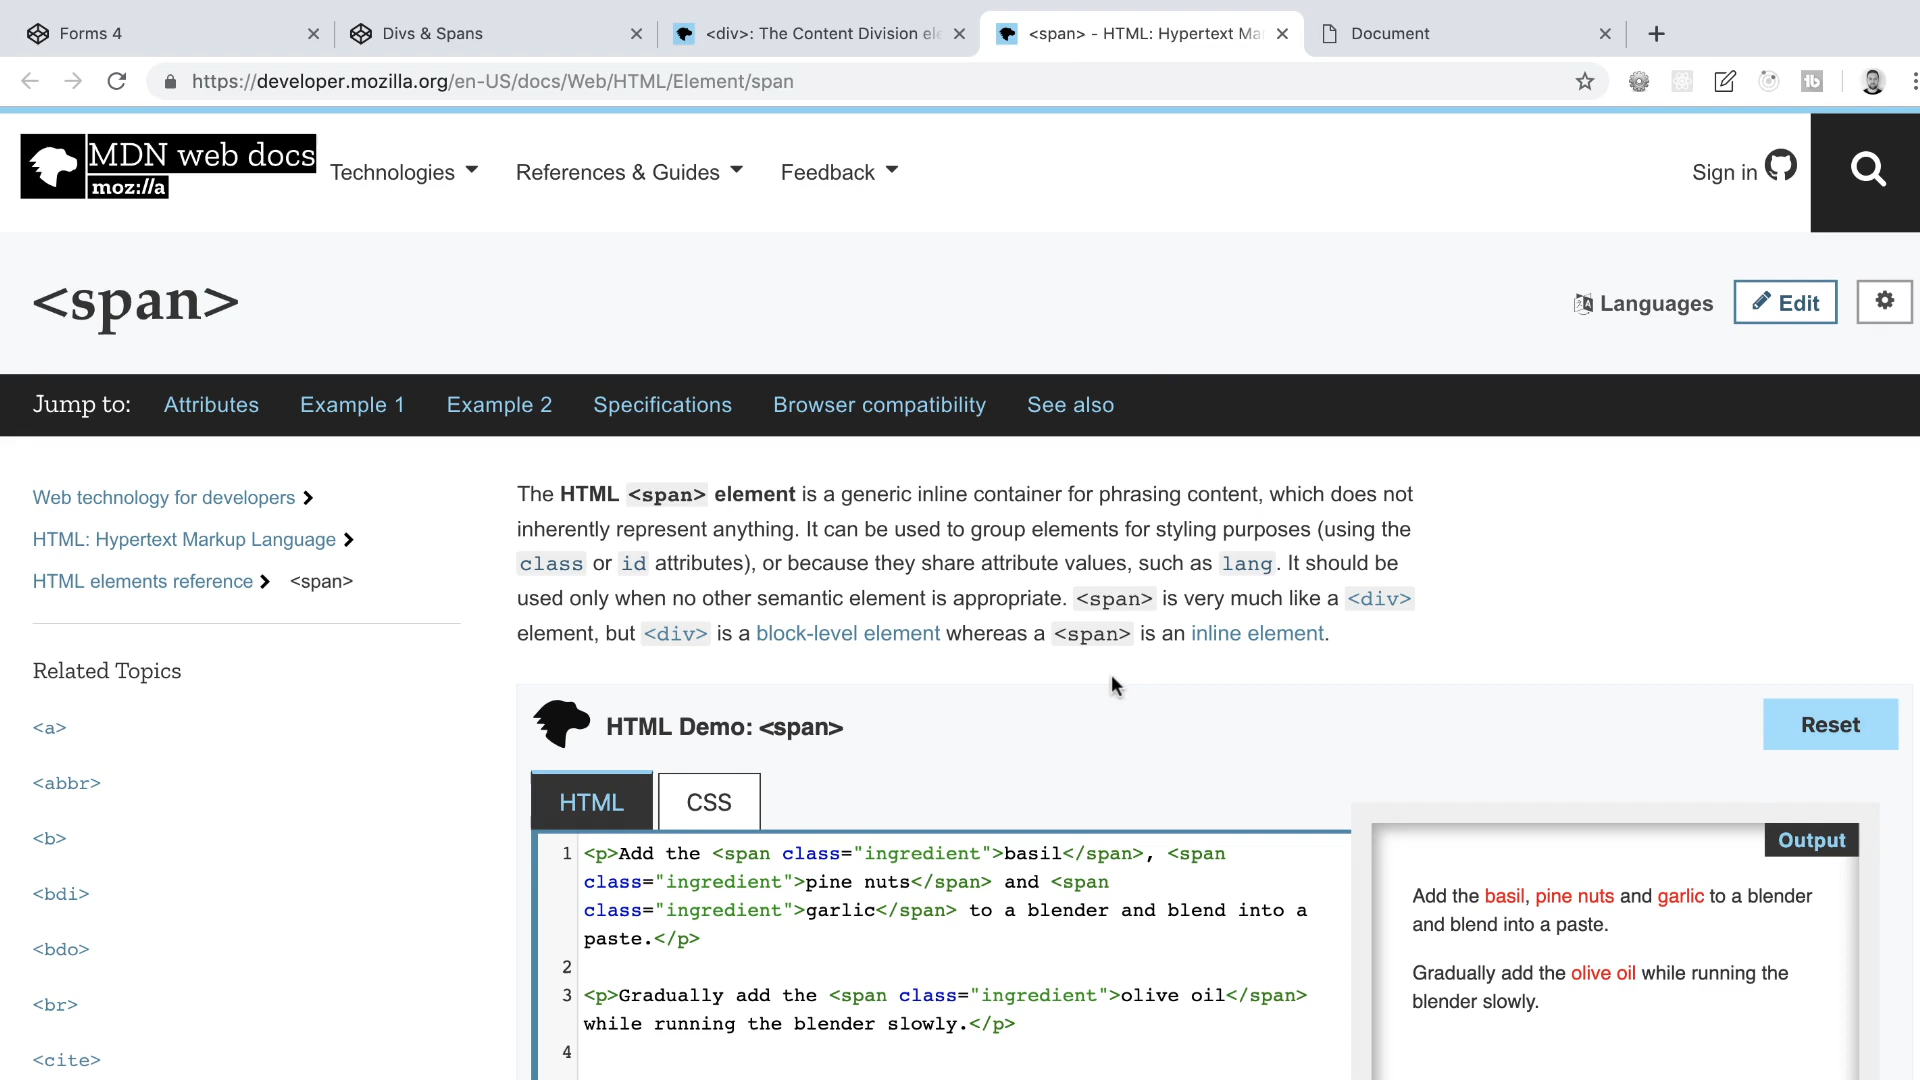 Forms 4
Divs & Spans
<div>: The Content Division el
<span> - HTML: Hypertext Ma
Document
https://developer.mozilla.org/en-US/docs/Web/HTML/Element/span
MDN web docs
moz://a
Technologies
References & Guides
Feedback
Sign in
<span>
Languages
Edit
Jump to:
Attributes
Example 1
Example 2
Specifications
Browser compatibility
See also
Web technology for developers
HTML: Hypertext Markup Language
HTML elements reference <span>
Related Topics
<a>
<abbr>
<b>
<bdi>
<bdo>
<br>
<cite>
The HTML <span> element is a generic inline container for phrasing content, which does not
inherently represent anything. It can be used to group elements for styling purposes (using the
class or id attributes), or because they share attribute values, such as lang. It should be
used only when no other semantic element is appropriate. <span> is very much like a <div>
element, but <div> is a block-level element whereas a <span> is an inline element.
HTML Demo: <span>
Reset
HTML
CSS
1 <p>Add the <span class="ingredient">basil</span>, <span
class="ingredient">pine nuts</span> and <span
class="ingredient">garlic</span> to a blender and blend into a
paste.</p>
2
3 <p>Gradually add the <span class="ingredient">olive oil</span>
while running the blender slowly.</p>
4
Output
Add the basil, pine nuts and garlic to a blender
and blend into a paste.
Gradually add the olive oil while running the
blender slowly.